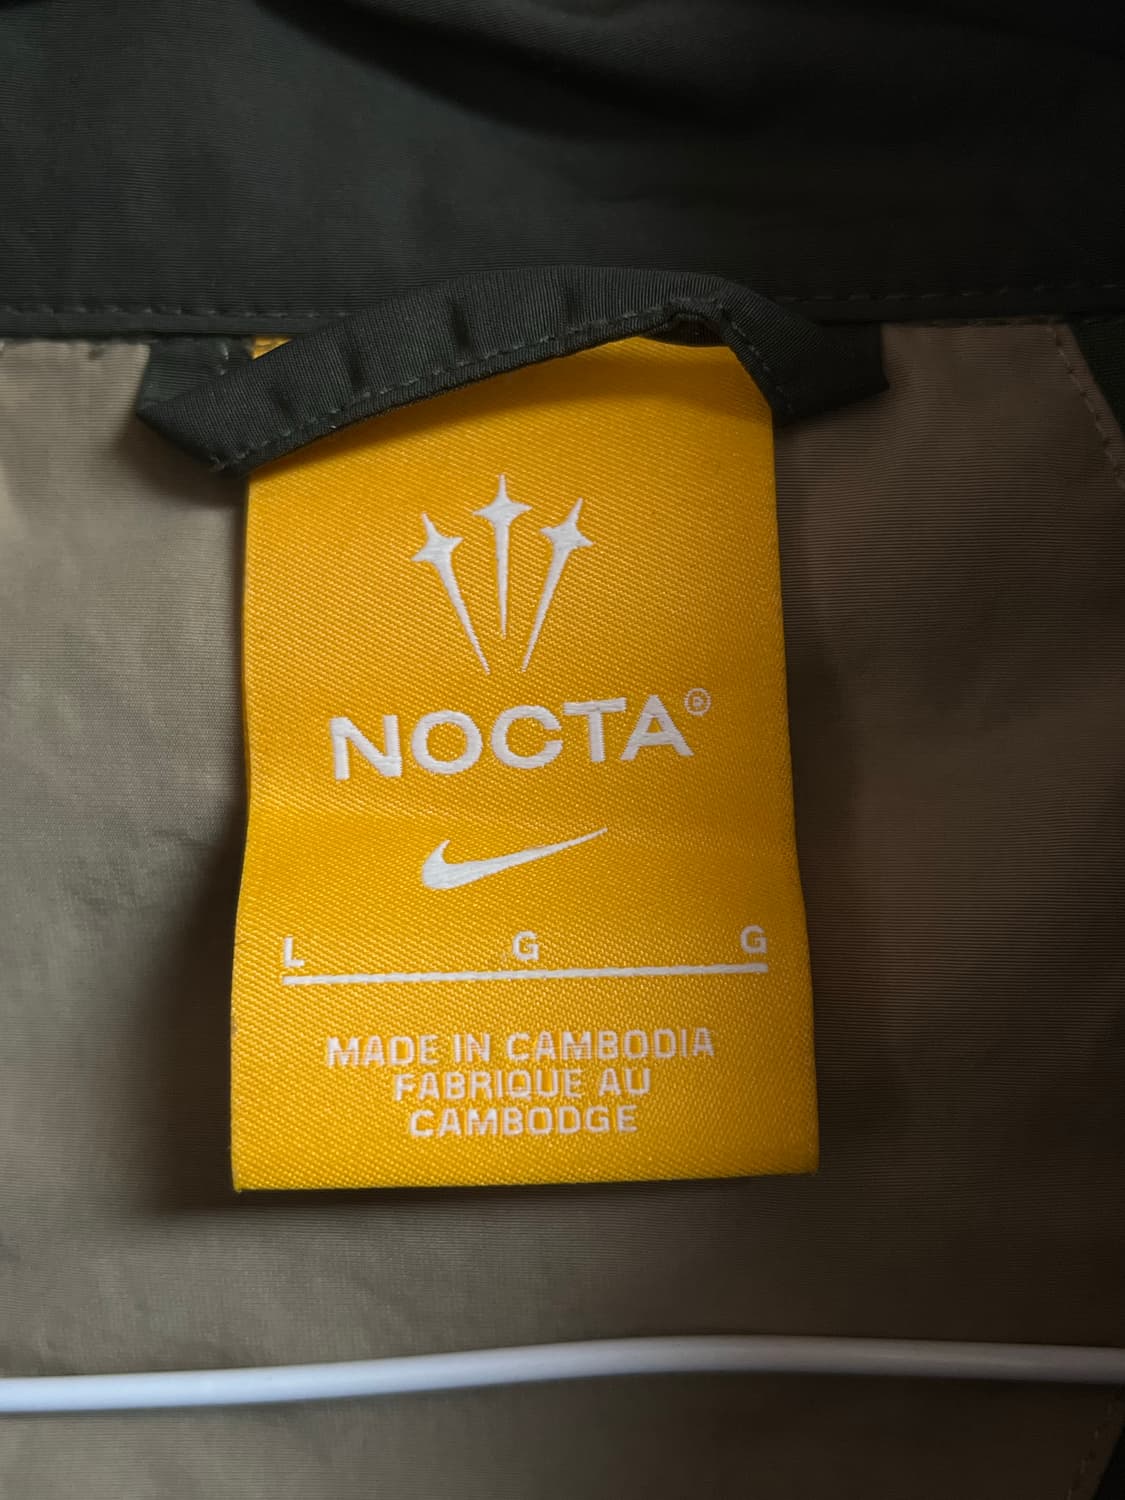 NOCTA®
L G G
MADE IN CAMBODIA
FABRIQUE AU
CAMBODGE